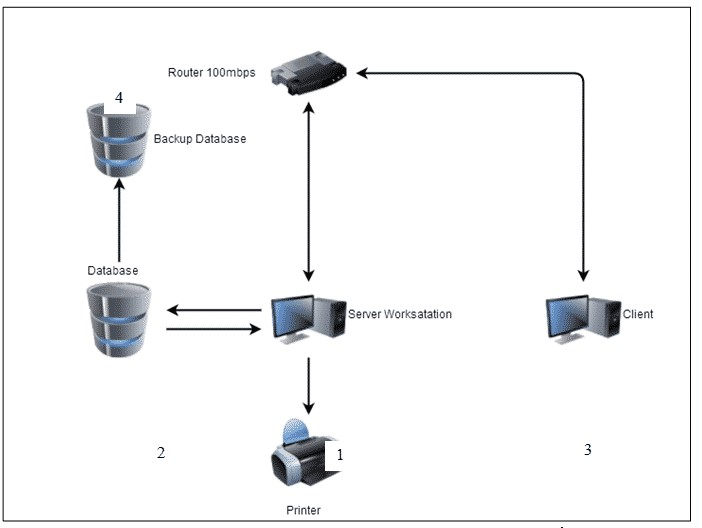 Router 100mbps
4
Backup Database
Database
Server Worksatation
Client
2
1
3
Printer